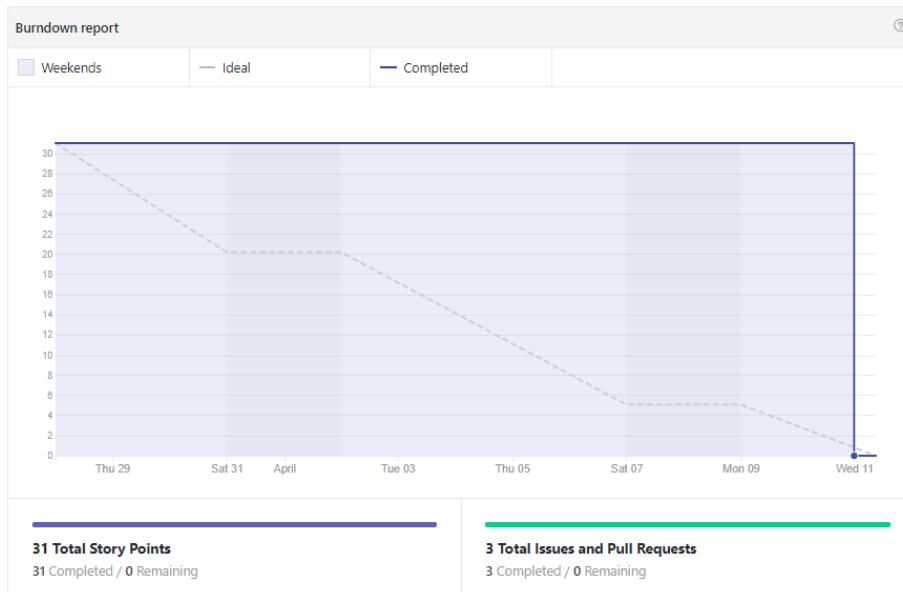 Burndown report
?
Weekends
Ideal
Completed
30
28
26
24
22
20
18
16
14
12
10
8
6
4
2
0
Thu 29 Sat 31 April Tue 03 Thu 05 Sat 07 Mon 09 Wed 11
31 Total Story Points
31 Completed / 0 Remaining
3 Total Issues and Pull Requests
3 Completed / 0 Remaining